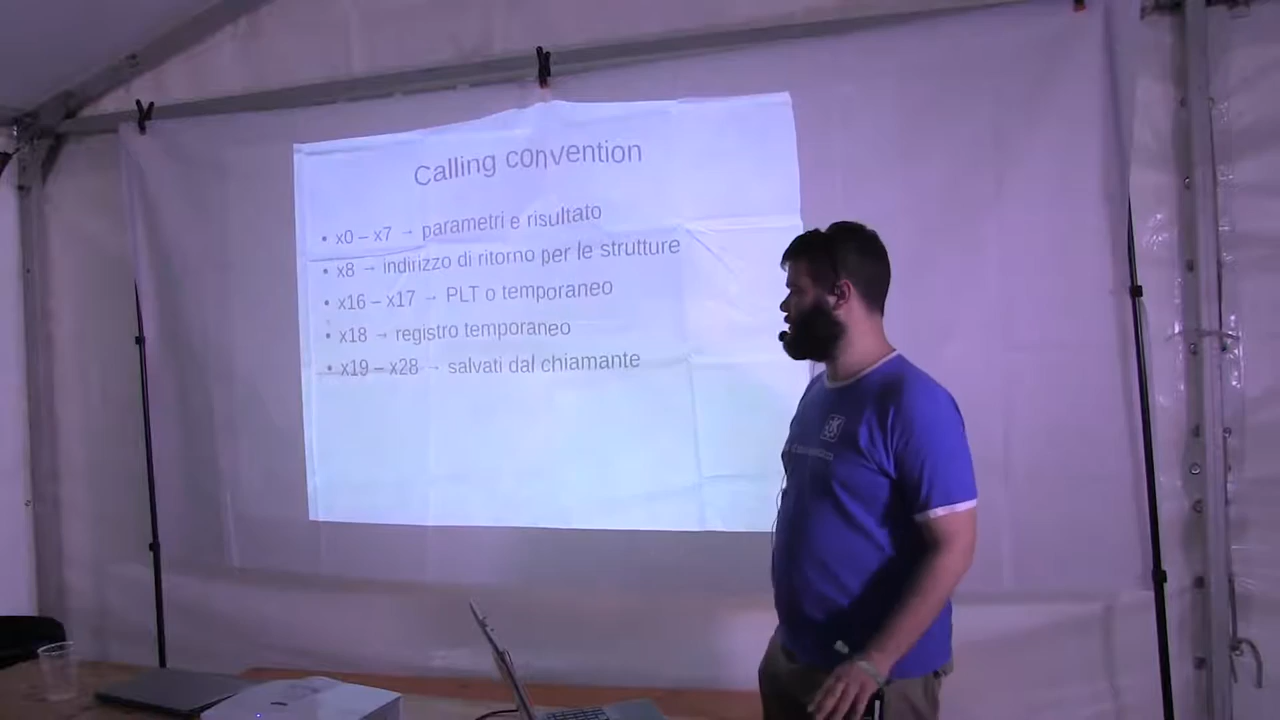 Calling convention
• x0 – x7 → parametri e risultato
• x8 → indirizzo di ritorno per le strutture
• x16 – x17 → PLT o temporaneo
• x18 → registro temporaneo
• x19 – x28 → salvati dal chiamante